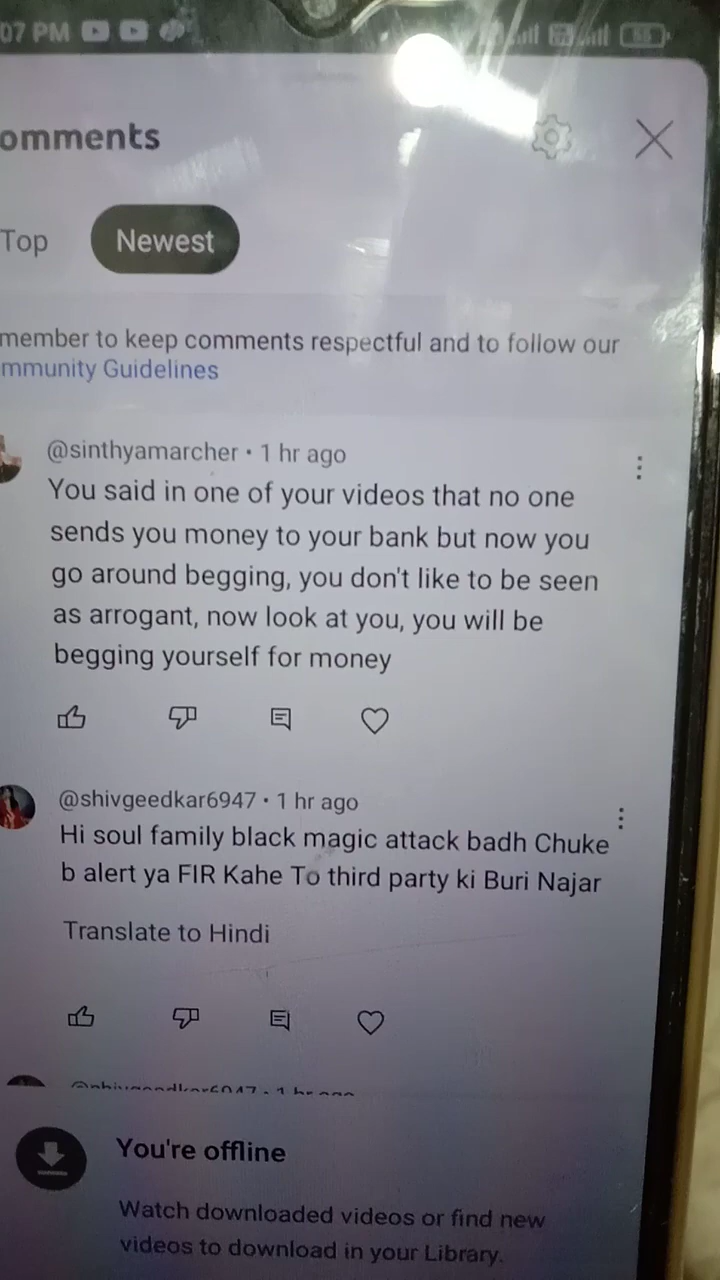 07 PM
omments
Top Newest
member to keep comments respectful and to follow our
mmunity Guidelines
@sinthyamarcher • 1 hr ago
You said in one of your videos that no one
sends you money to your bank but now you
go around begging, you don't like to be seen
as arrogant, now look at you, you will be
begging yourself for money
@shivgeedkar6947 • 1 hr ago
Hi soul family black magic attack badh Chuke
b alert ya FIR Kahe To third party ki Buri Najar
Translate to Hindi
You're offline
Watch downloaded videos or find new
videos to download in your Library.